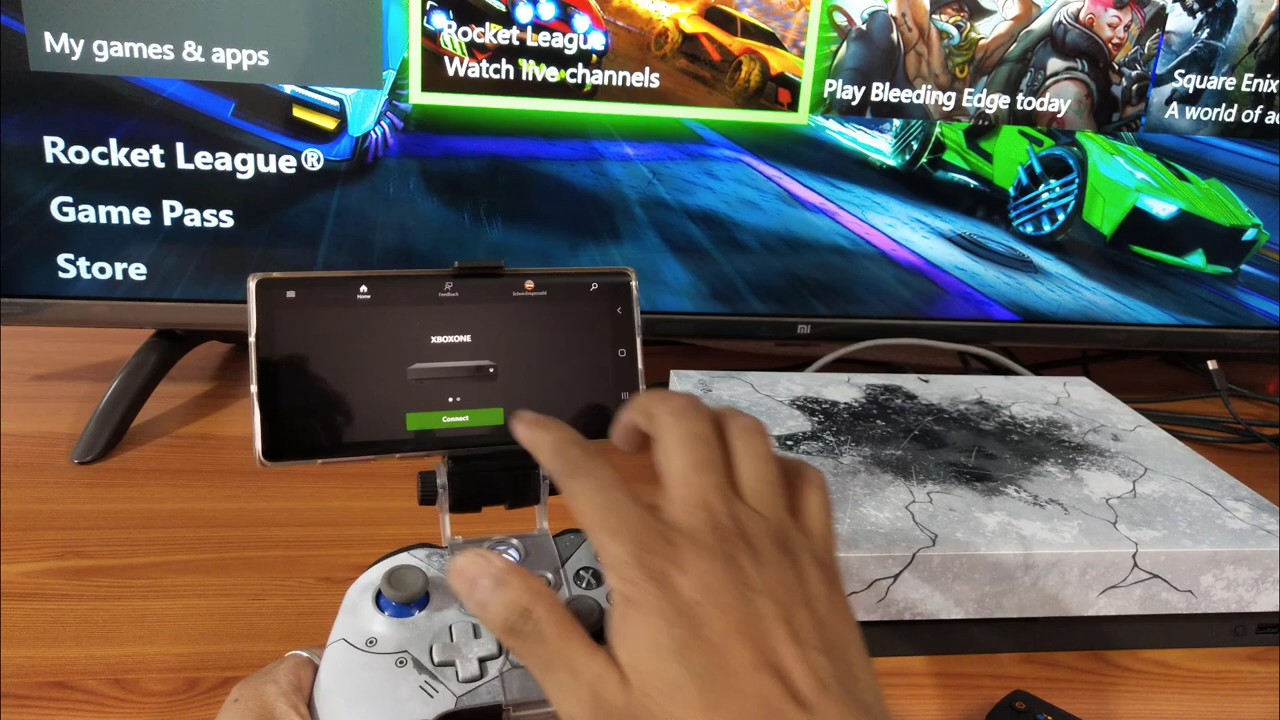 My games & apps
Rocket League
Watch live channels
Play Bleeding Edge today
Square Enix
A world of
Rocket League®
Game Pass
Store
mi
Home
Feedback
XBOXONE
Connect
X